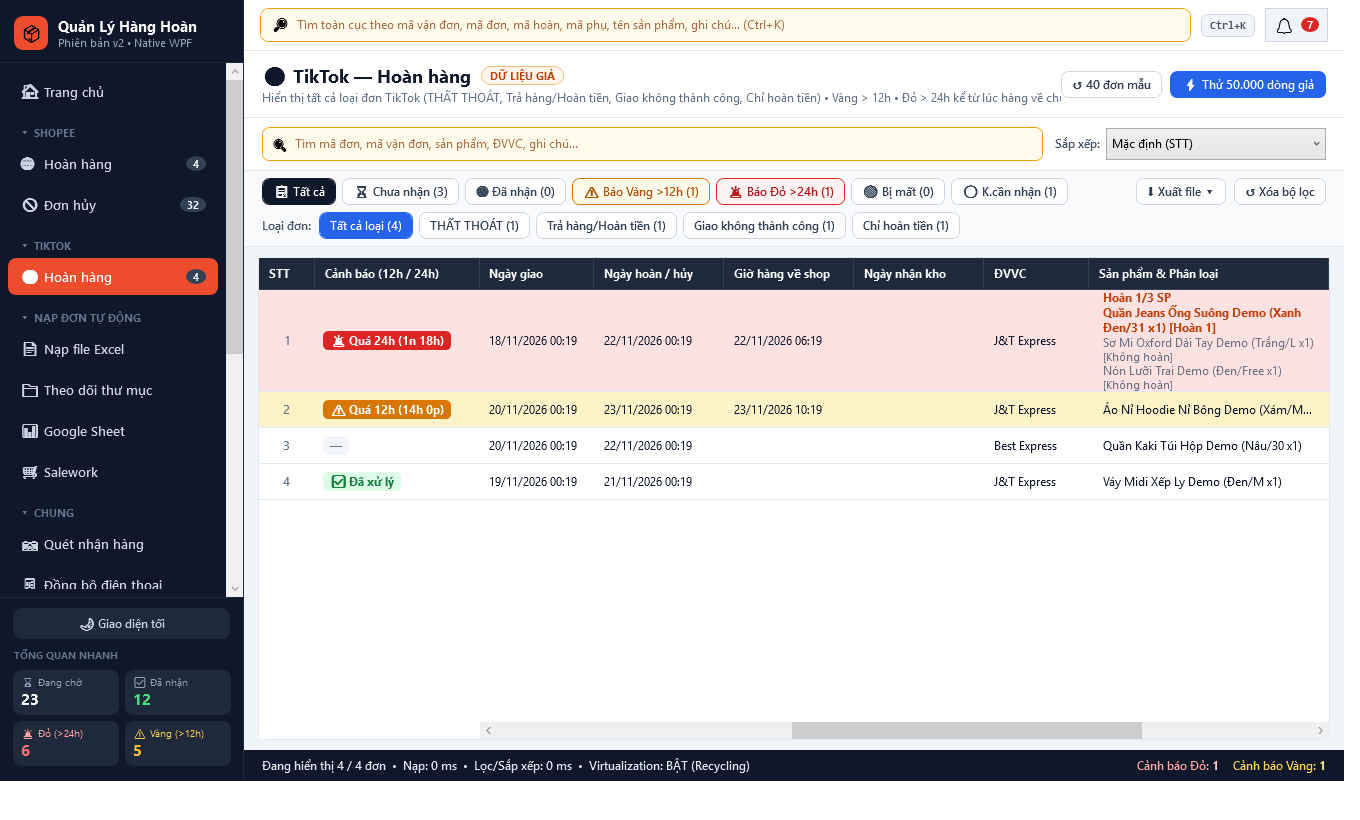 Quản Lý Hàng Hoàn
Phiên bản v2 • Native WPF
Trang chủ
SHOPEE
Hoàn hàng 4
Đơn hủy 32
TIKTOK
Hoàn hàng 4
NẠP ĐƠN TỰ ĐỘNG
Nạp file Excel
Theo dõi thư mục
Google Sheet
Salework
CHUNG
Quét nhận hàng
Đồng bộ điện thoại
Giao diện tối
TỔNG QUAN NHANH
Đang chờ
23
Đã nhận
12
Đỏ (>24h)
6
Vàng (>12h)
5
Tìm toàn cục theo mã vận đơn, mã đơn, mã hoàn, mã phụ, tên sản phẩm, ghi chú... (Ctrl+K)
Ctrl+K
7
TikTok — Hoàn hàng DỮ LIỆU GIẢ
Hiển thị tất cả loại đơn TikTok (THẤT THOÁT, Trả hàng/Hoàn tiền, Giao không thành công, Chỉ hoàn tiền) • Vàng > 12h • Đỏ > 24h kể từ lúc hàng về
↺ 40 đơn mẫu
Thử 50.000 dòng giả
Tìm mã đơn, mã vận đơn, sản phẩm, ĐVVC, ghi chú...
Sắp xếp: Mặc định (STT)
Tất cả
Chưa nhận (3)
Đã nhận (0)
Báo Vàng >12h (1)
Báo Đỏ >24h (1)
Bị mất (0)
K.cần nhận (1)
⬇ Xuất file ▼
↺ Xóa bộ lọc
Loại đơn: Tất cả loại (4) THẤT THOÁT (1) Trả hàng/Hoàn tiền (1) Giao không thành công (1) Chỉ hoàn tiền (1)
STT Cảnh báo (12h / 24h) Ngày giao Ngày hoàn / hủy Giờ hàng về shop Ngày nhận kho ĐVVC Sản phẩm & Phân loại
1 Quá 24h (1n 18h) 18/11/2026 00:19 22/11/2026 00:19 22/11/2026 06:19 J&T Express
Hoàn 1/3 SP
Quần Jeans Ống Suông Demo (Xanh
Đen/31 x1) [Hoàn 1]
Sơ Mi Oxford Dài Tay Demo (Trắng/L x1)
[Không hoàn]
Nón Lưỡi Trai Demo (Đen/Free x1)
[Không hoàn]
2 Quá 12h (14h 0p) 20/11/2026 00:19 23/11/2026 00:19 23/11/2026 10:19 J&T Express Áo Nỉ Hoodie Nỉ Bông Demo (Xám/M...
3 — 20/11/2026 00:19 22/11/2026 00:19 Best Express Quần Kaki Túi Hộp Demo (Nâu/30 x1)
4 Đã xử lý 19/11/2026 00:19 21/11/2026 00:19 J&T Express Váy Midi Xếp Ly Demo (Đen/M x1)
Đang hiển thị 4 / 4 đơn • Nạp: 0 ms • Lọc/Sắp xếp: 0 ms • Virtualization: BẬT (Recycling)
Cảnh báo Đỏ: 1 Cảnh báo Vàng: 1